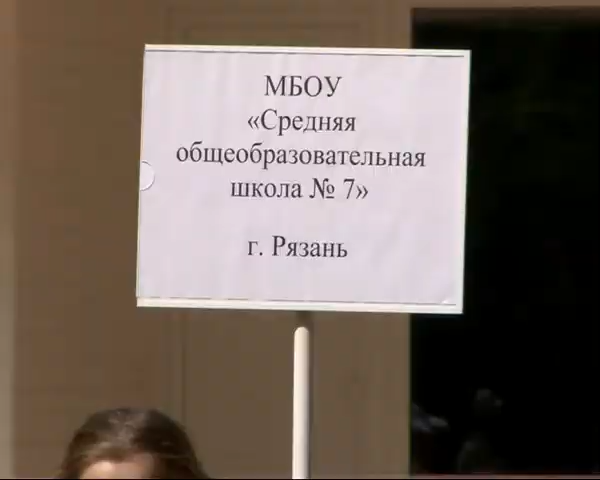 МБОУ
«Средняя
общеобразовательная
школа № 7»
г. Рязань